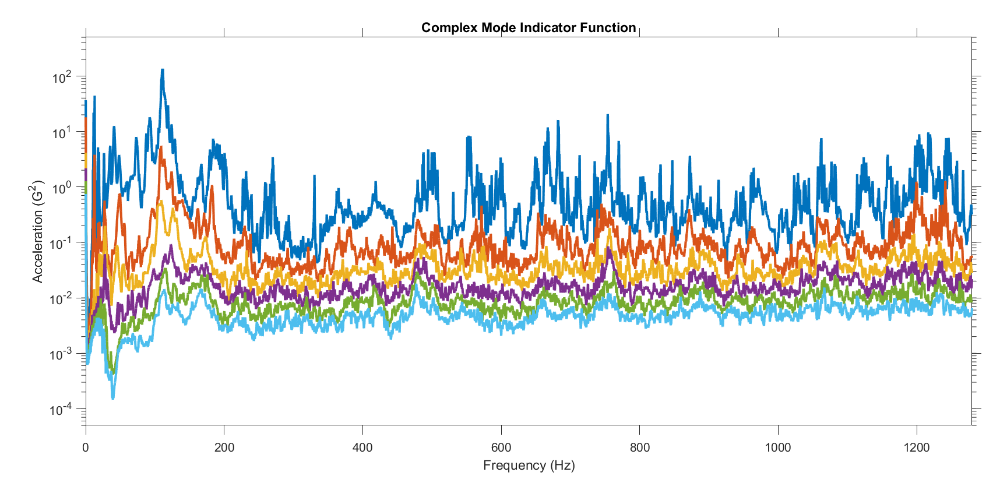 Complex Mode Indicator Function
10^2
10^1
10^0
10^-1
10^-2
10^-3
10^-4
Acceleration (G^2)
0 200 400 600 800 1000 1200
Frequency (Hz)